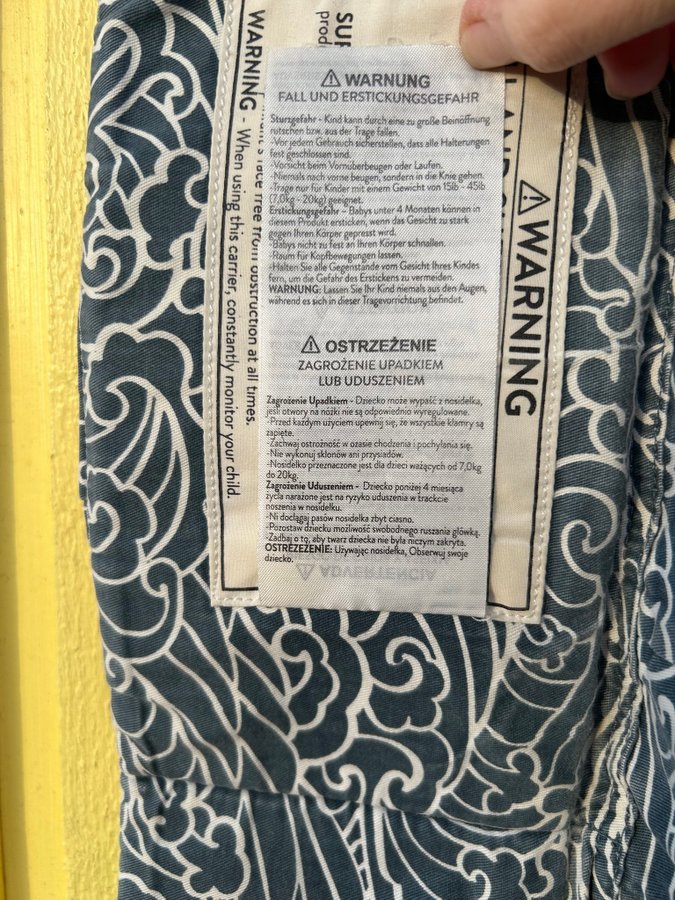 SUP
prod
WARNING - When using this carrier, constantly monitor your child.
face free from obstruction at all times.
⚠ WARNING
⚠ WARNUNG
FALL UND ERSTICKUNGSGEFAHR
Sturzgefahr - Kind kann durch eine zu große Beinöffnung
rutschen bzw. aus der Trage fallen.
-Vor jedem Gebrauch sicherstellen, dass alle Halterungen
fest geschlossen sind.
-Vorsicht beim Vornüberbeugen oder Laufen.
-Niemals nach vorne beugen, sondern in die Knie gehen.
-Trage nur für Kinder mit einem Gewicht von 15lb - 45lb
(7,0kg - 20kg) geeignet.
Erstickungsgefahr – Babys unter 4 Monaten können in
diesem Produkt ersticken, wenn das Gesicht zu stark
gegen Ihren Körper gepresst wird.
-Babys nicht zu fest an Ihren Körper schnallen.
-Raum für Kopfbewegungen lassen.
-Halten Sie alle Gegenstände vom Gesicht Ihres Kindes
fern, um die Gefahr des Erstickens zu vermeiden.
WARNUNG: Lassen Sie Ihr Kind niemals aus den Augen,
während es sich in dieser Tragevorrichtung befindet.
⚠ OSTRZEŻENIE
ZAGROŻENIE UPADKIEM
LUB UDUSZENIEM
Zagrożenie Upadkiem - Dziecko może wypaść z nosidełka,
jeśli otwory na nóżki nie są odpowiednio wyregulowane.
-Przed każdym użyciem upewnij się, że wszystkie klamry są
zapięte.
-Zachwaj ostrożność w ozasie chodzenia i pochylania się.
-Nie wykonuj sklonów ani przysiadów.
-Nosidełko przeznaczone jest dla dzieci ważących od 7,0kg
do 20kg.
Zagrożenie Uduszeniem - Dziecko poniżej 4 miesiąca
życia narażone jest na ryzyko uduszenia w trackcie
noszenia w nosidełku.
-Ni dociągaj pasów nosidełka zbyt ciasno.
-Pozostaw dziecku możliwość swobodnego ruszania główką.
-Zadbaj o to, aby twarz dziecka nie była niczym zakryta.
OSTRZEŻENIE: Używając nosidełka, Obserwuj swoje
dziecko.
⚠ ADVERTENCIA